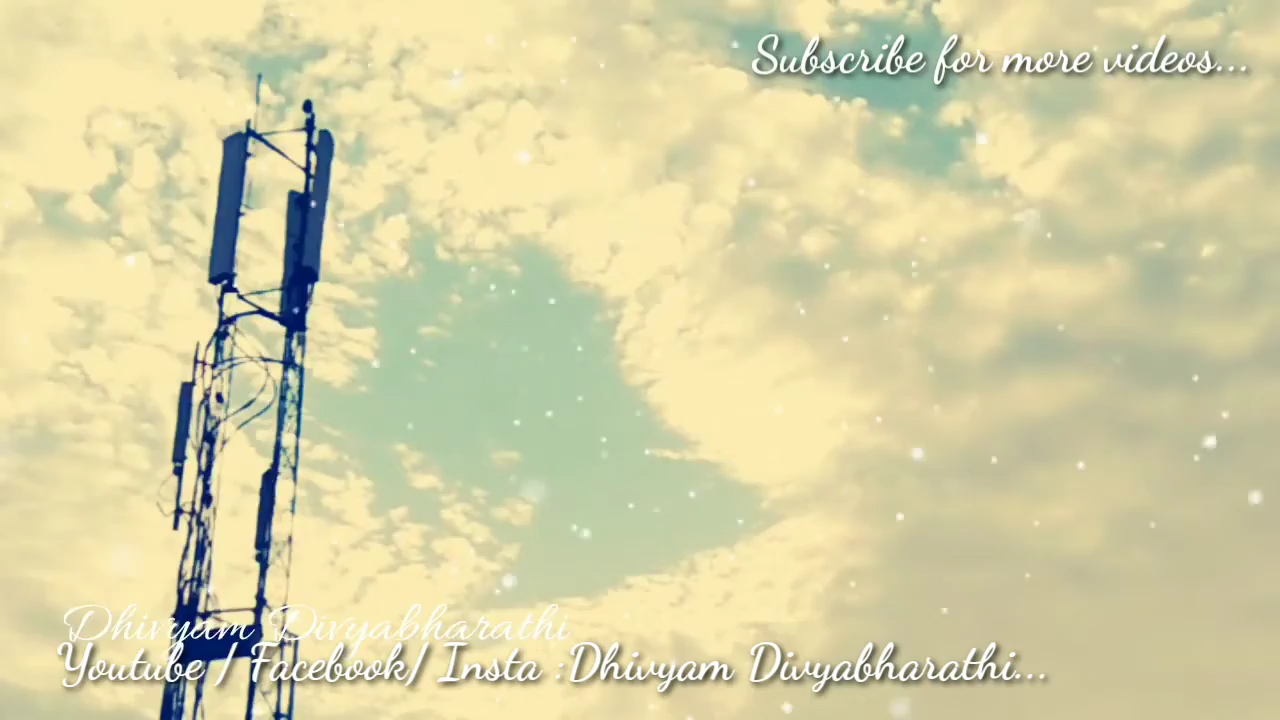 Subscribe for more videos...
Dhivyam Divyabharathi
Youtube / Facebook/ Insta :Dhivyam Divyabharathi...